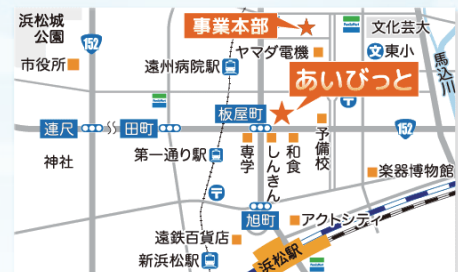 浜松城
公園
152
市役所
遠州病院駅
事業本部
ヤマダ電機
文化芸大
文 東小
馬込川
あいびっと
連尺
田町
板屋町
152
神社
第一通り駅
専学
しんきん
和食
予備校
楽器博物館
旭町
アクトシティ
遠鉄百貨店
新浜松駅
浜松駅